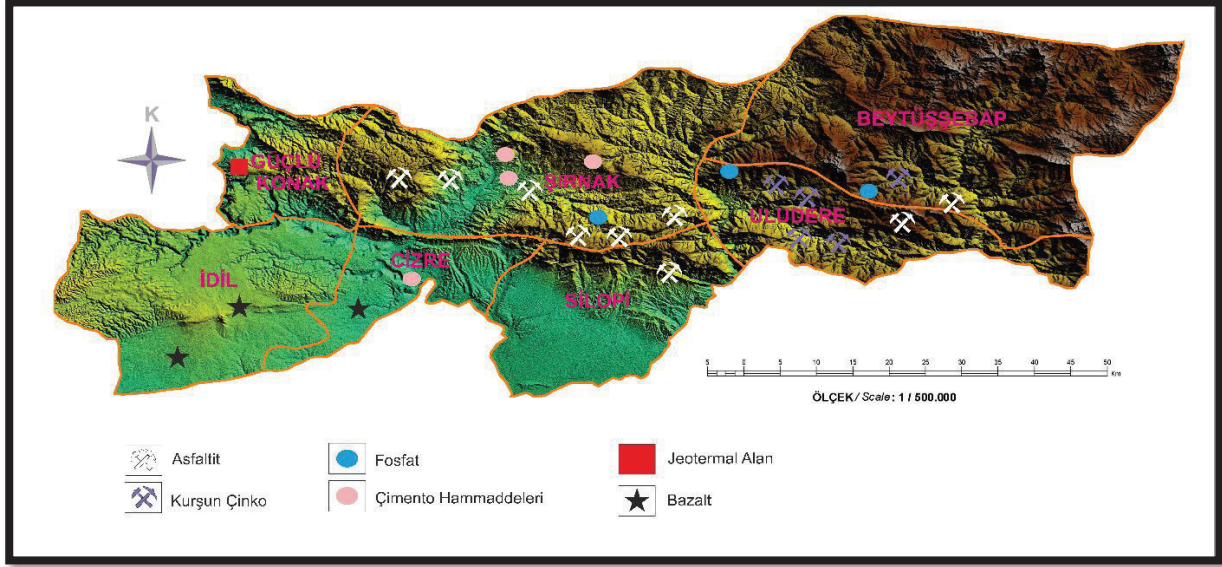 K
BEYTÜŞŞEBAP
GÜÇLÜ
KONAK
ŞIRNAK
ULUDERE
CİZRE
İDİL
SİLOPİ
5 0 5 10 15 20 25 30 35 40 45 50
Km
ÖLÇEK/Scale: 1 / 500.000
Asfaltit
Fosfat
Jeotermal Alan
Kurşun Çinko
Çimento Hammaddeleri
Bazalt